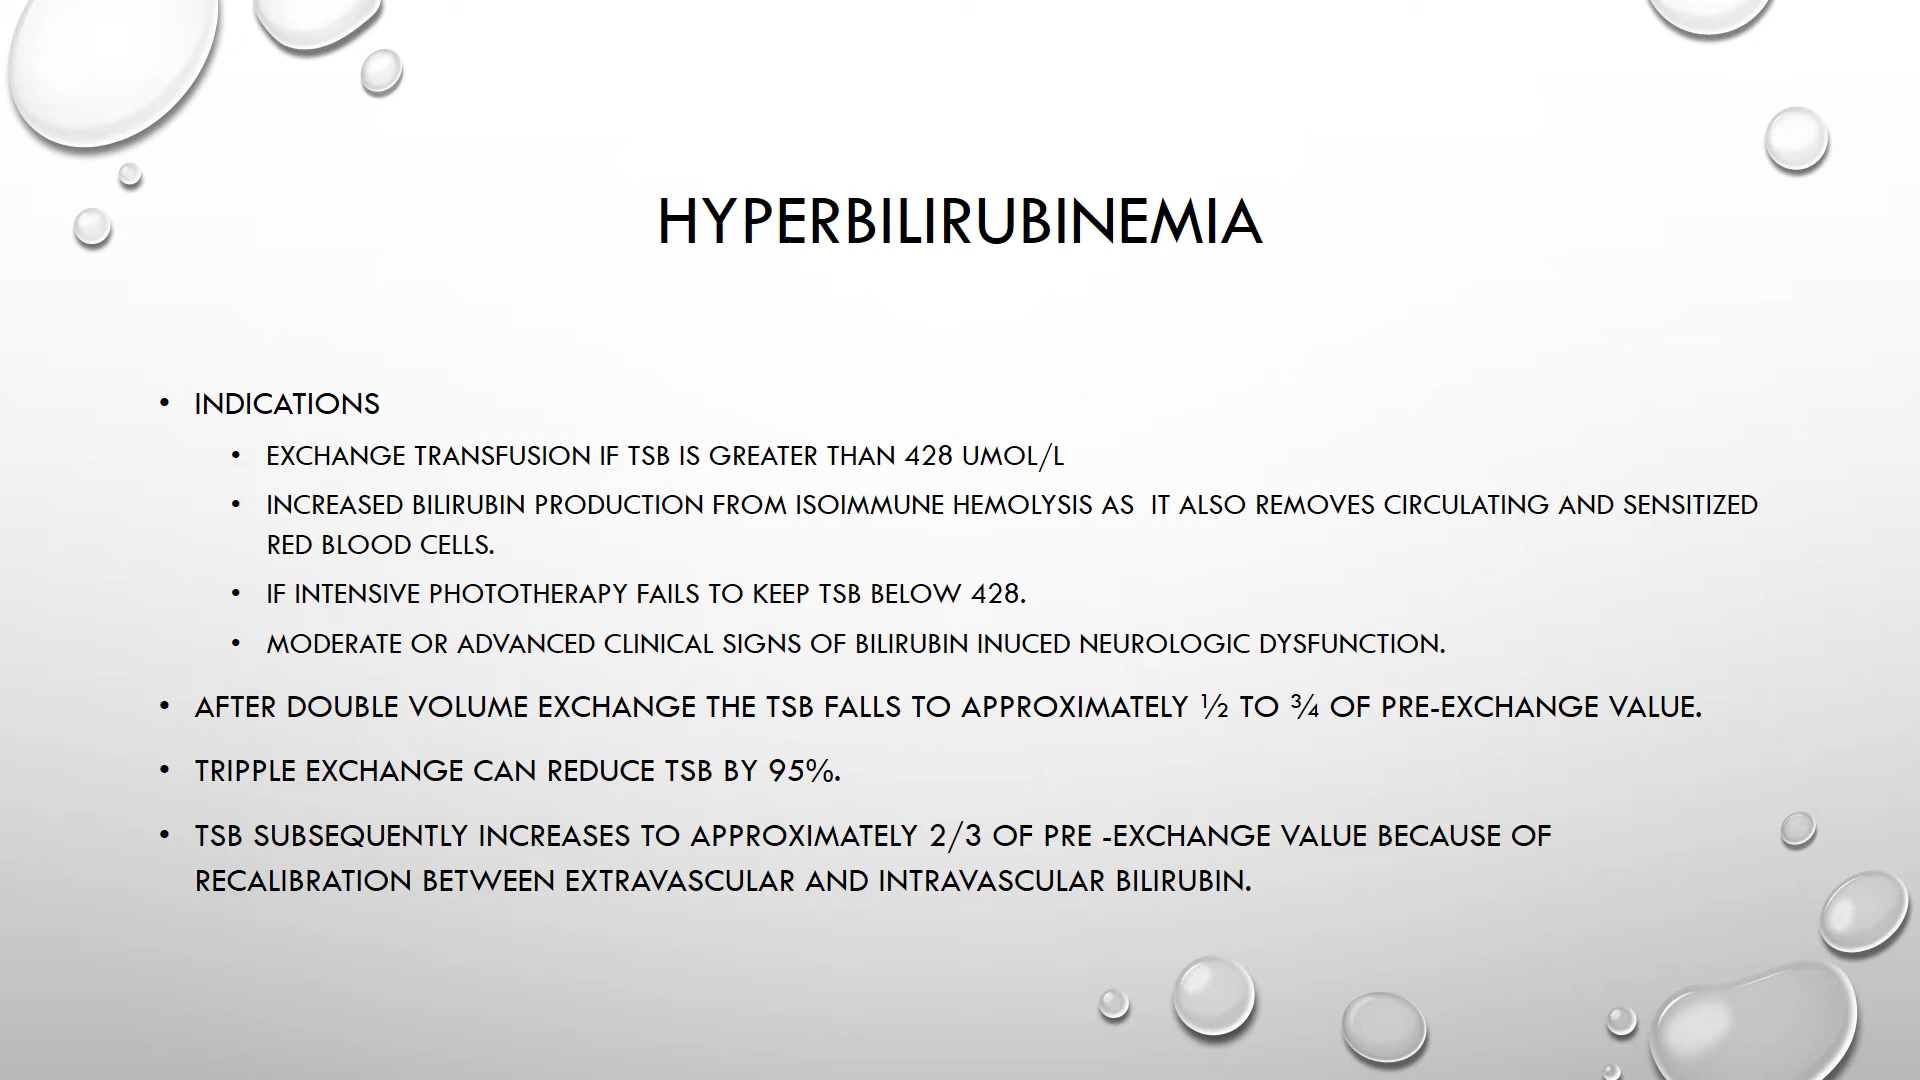 HYPERBILIRUBINEMIA
• INDICATIONS
• EXCHANGE TRANSFUSION IF TSB IS GREATER THAN 428 UMOL/L
• INCREASED BILIRUBIN PRODUCTION FROM ISOIMMUNE HEMOLYSIS AS  IT ALSO REMOVES CIRCULATING AND SENSITIZED
RED BLOOD CELLS.
• IF INTENSIVE PHOTOTHERAPY FAILS TO KEEP TSB BELOW 428.
• MODERATE OR ADVANCED CLINICAL SIGNS OF BILIRUBIN INUCED NEUROLOGIC DYSFUNCTION.
• AFTER DOUBLE VOLUME EXCHANGE THE TSB FALLS TO APPROXIMATELY ½ TO ¾ OF PRE-EXCHANGE VALUE.
• TRIPPLE EXCHANGE CAN REDUCE TSB BY 95%.
• TSB SUBSEQUENTLY INCREASES TO APPROXIMATELY 2/3 OF PRE -EXCHANGE VALUE BECAUSE OF
RECALIBRATION BETWEEN EXTRAVASCULAR AND INTRAVASCULAR BILIRUBIN.